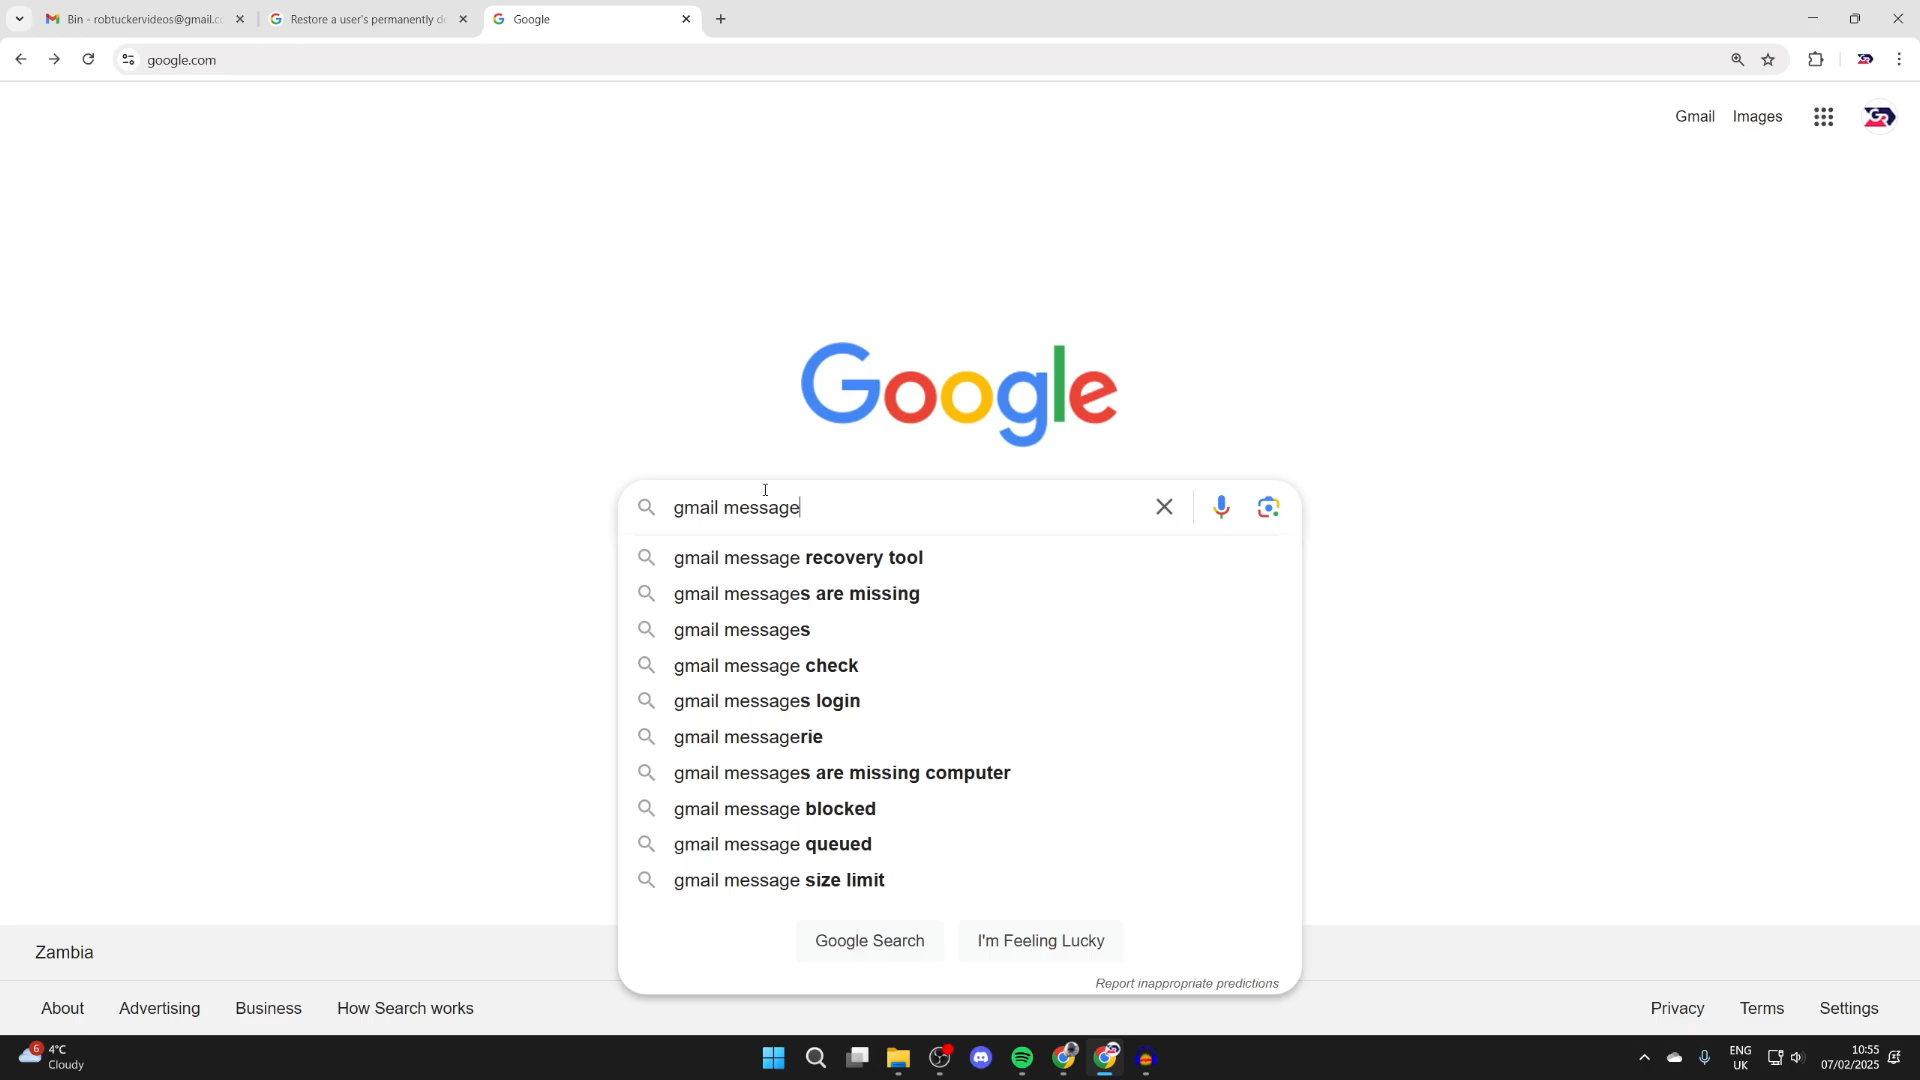 Bin - robtuckervideos@gmail.c
Restore a user's permanently d
Google
google.com
Gmail Images
Google
gmail message
gmail message recovery tool
gmail messages are missing
gmail messages
gmail message check
gmail messages login
gmail messagerie
gmail messages are missing computer
gmail message blocked
gmail message queued
gmail message size limit
Google Search I'm Feeling Lucky
Report inappropriate predictions
Zambia
About Advertising Business How Search works Privacy Terms Settings
6
4°C
Cloudy
ENG
UK
10:55
07/02/2025